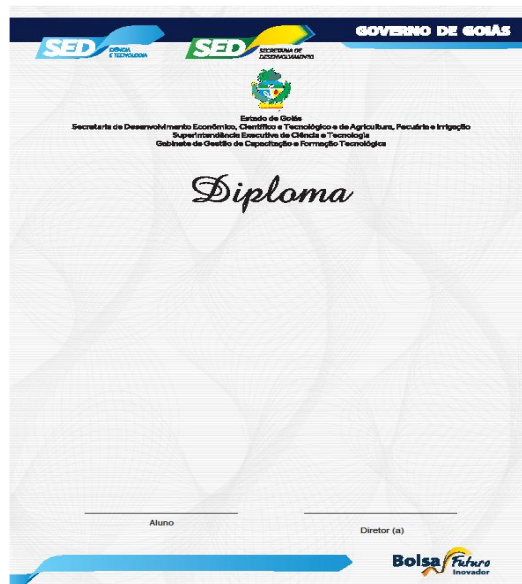 GOVERNO DE GOIÁS
SED CIÊNCIA
E TECNOLOGIA
SED SECRETARIA DE
DESENVOLVIMENTO
Estado de Goiás
Secretaria de Desenvolvimento Econômico, Científico e Tecnológico e de Agricultura, Pecuária e Irrigação
Superintendência Executiva de Ciência e Tecnologia
Gabinete de Gestão de Capacitação e Formação Tecnológica
Diploma
Aluno
Diretor (a)
Bolsa Futuro
Inovador